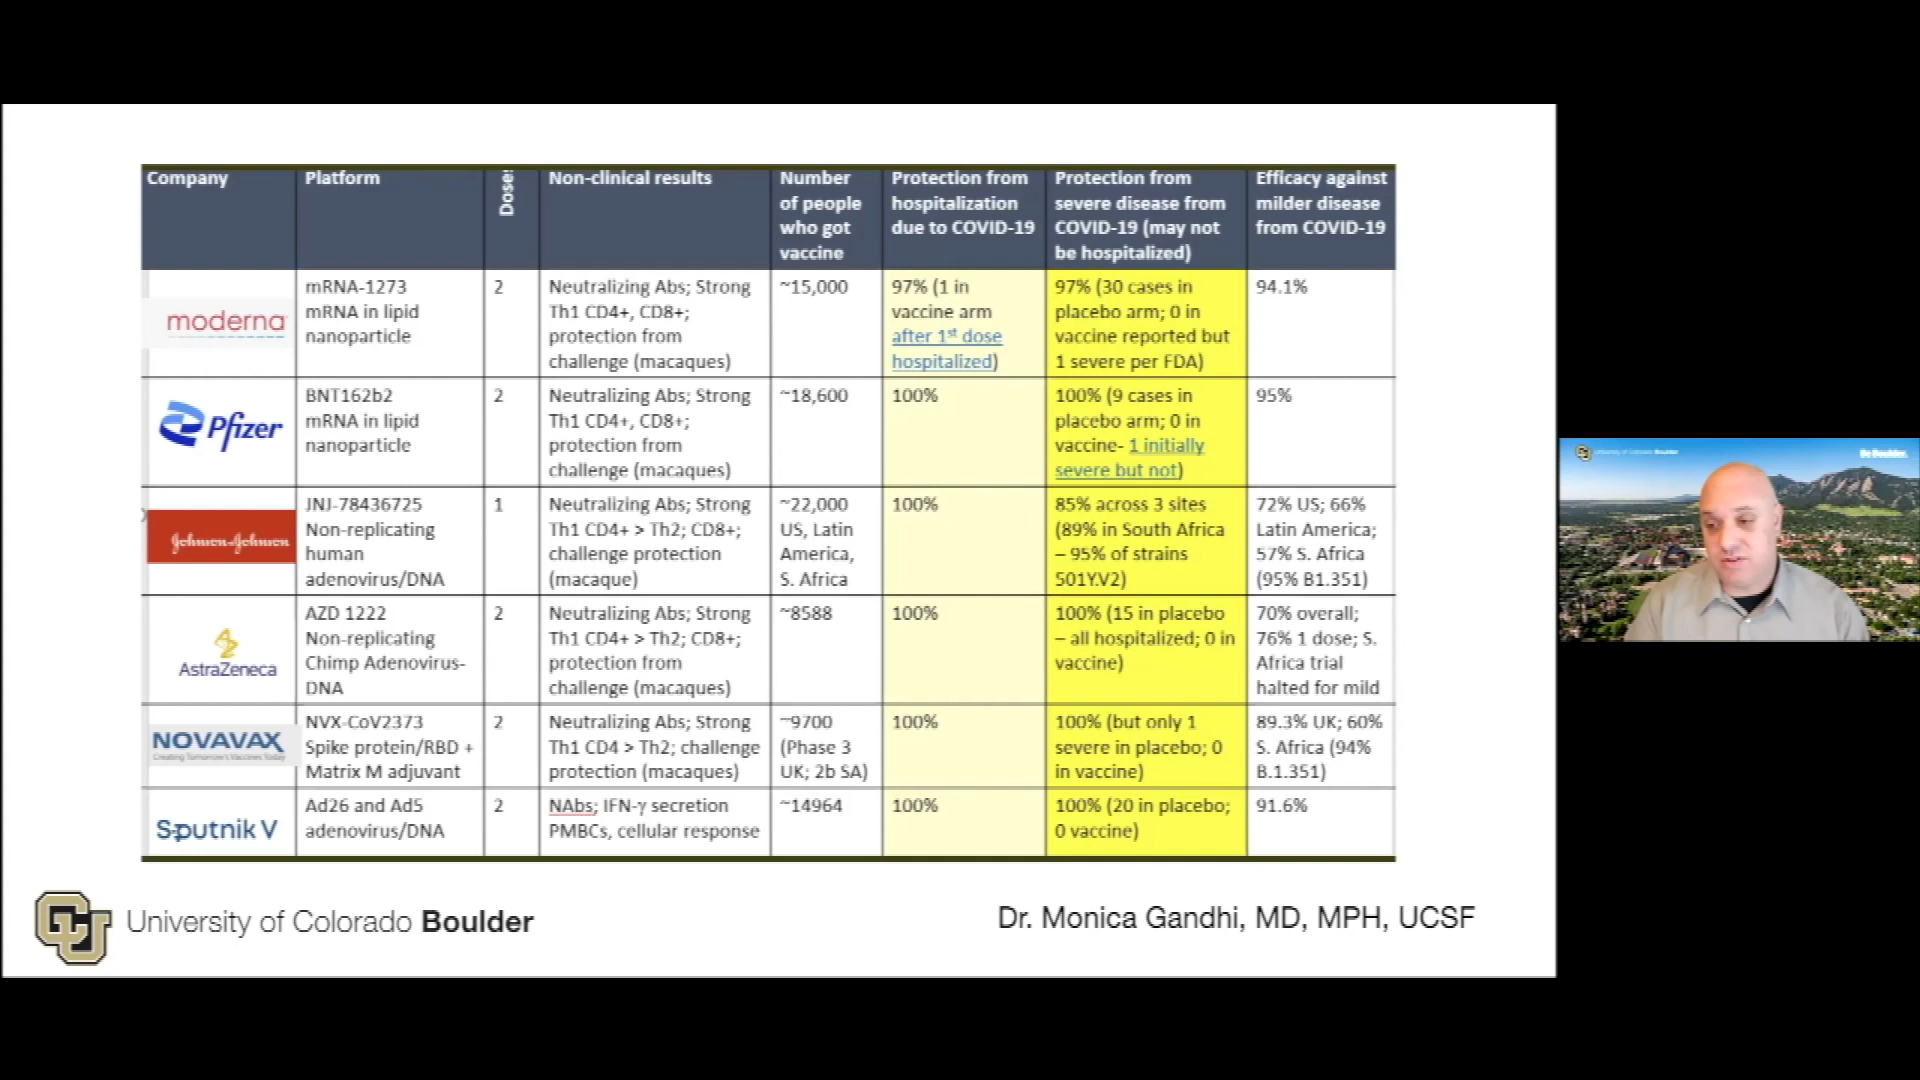 Company
Platform
Doses
Non-clinical results
Number
of people
who got
vaccine
Protection from
hospitalization
due to COVID-19
Protection from
severe disease from
COVID-19 (may not
be hospitalized)
Efficacy against
milder disease
from COVID-19
moderna
mRNA-1273
mRNA in lipid
nanoparticle
2
Neutralizing Abs; Strong
Th1 CD4+, CD8+;
protection from
challenge (macaques)
~15,000
97% (1 in
vaccine arm
after 1st dose
hospitalized)
97% (30 cases in
placebo arm; 0 in
vaccine reported but
1 severe per FDA)
94.1%
Pfizer
BNT162b2
mRNA in lipid
nanoparticle
2
Neutralizing Abs; Strong
Th1 CD4+, CD8+;
protection from
challenge (macaques)
~18,600
100%
100% (9 cases in
placebo arm; 0 in
vaccine- 1 initially
severe but not)
95%
Johnson&Johnson
JNJ-78436725
Non-replicating
human
adenovirus/DNA
1
Neutralizing Abs; Strong
Th1 CD4+ > Th2; CD8+;
challenge protection
(macaque)
~22,000
US, Latin
America,
S. Africa
100%
85% across 3 sites
(89% in South Africa
– 95% of strains
501Y.V2)
72% US; 66%
Latin America;
57% S. Africa
(95% B1.351)
AstraZeneca
AZD 1222
Non-replicating
Chimp Adenovirus-
DNA
2
Neutralizing Abs; Strong
Th1 CD4+ > Th2; CD8+;
protection from
challenge (macaques)
~8588
100%
100% (15 in placebo
– all hospitalized; 0 in
vaccine)
70% overall;
76% 1 dose; S.
Africa trial
halted for mild
NOVAVAX
Creating Tomorrow's Vaccines Today
NVX-CoV2373
Spike protein/RBD +
Matrix M adjuvant
2
Neutralizing Abs; Strong
Th1 CD4 > Th2; challenge
protection (macaques)
~9700
(Phase 3
UK; 2b SA)
100%
100% (but only 1
severe in placebo; 0
in vaccine)
89.3% UK; 60%
S. Africa (94%
B.1.351)
Sputnik V
Ad26 and Ad5
adenovirus/DNA
2
NAbs; IFN-γ secretion
PMBCs, cellular response
~14964
100%
100% (20 in placebo;
0 vaccine)
91.6%
CU
University of Colorado Boulder
Dr. Monica Gandhi, MD, MPH, UCSF
University of Colorado Boulder
Be Boulder.